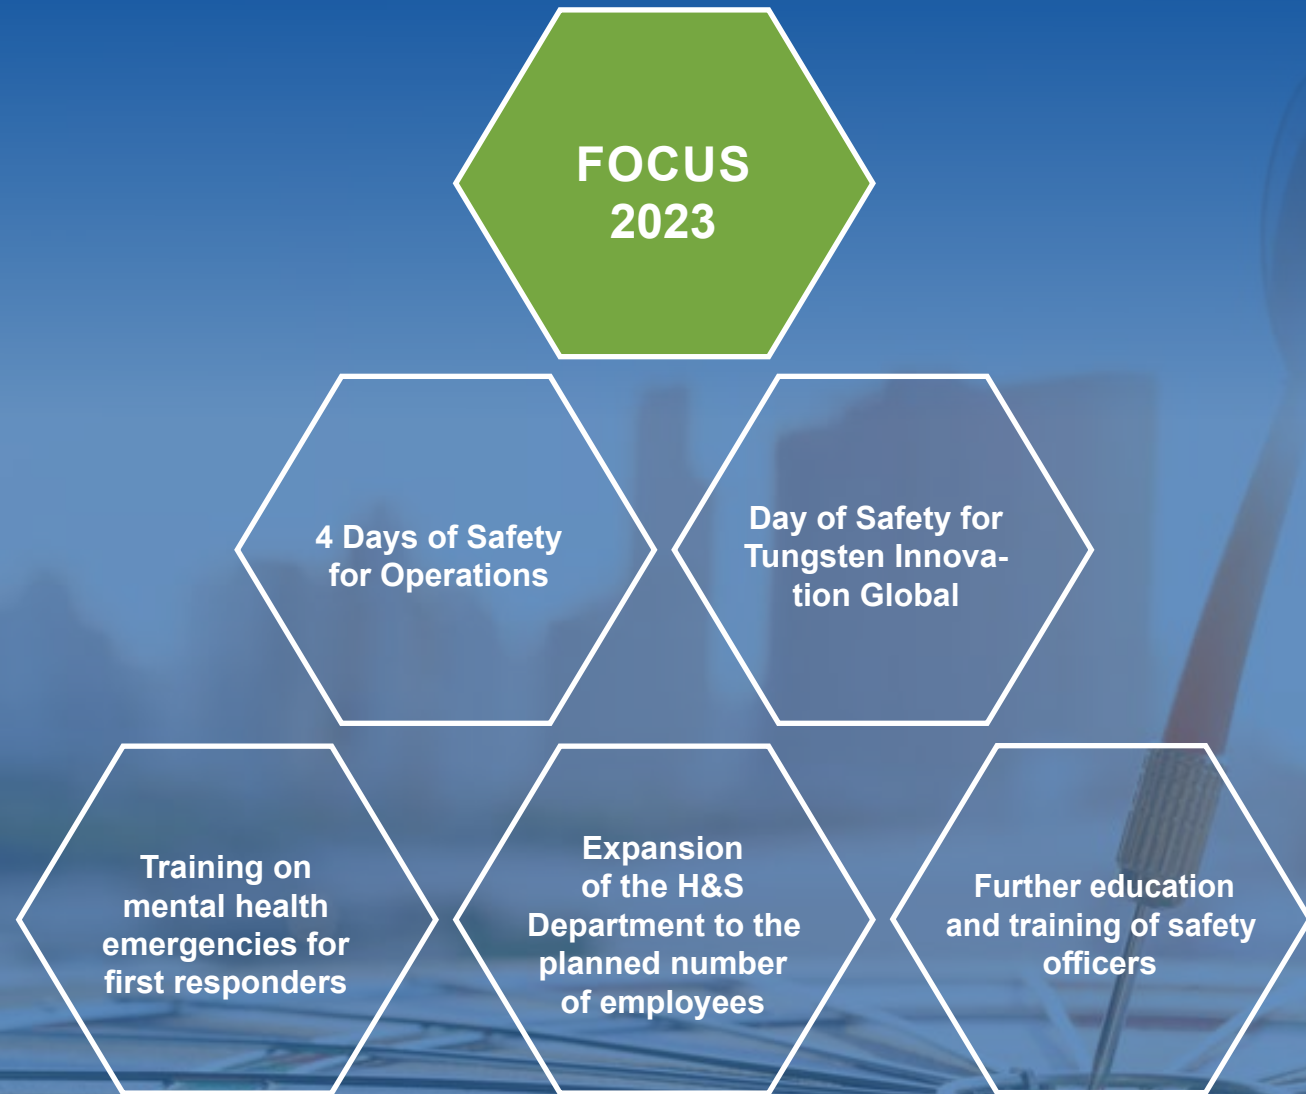 FOCUS
2023
4 Days of Safety
for Operations
Day of Safety for
Tungsten Innova-
tion Global
Training on
mental health
emergencies for
first responders
Expansion
of the H&S
Department to the
planned number
of employees
Further education
and training of safety
officers